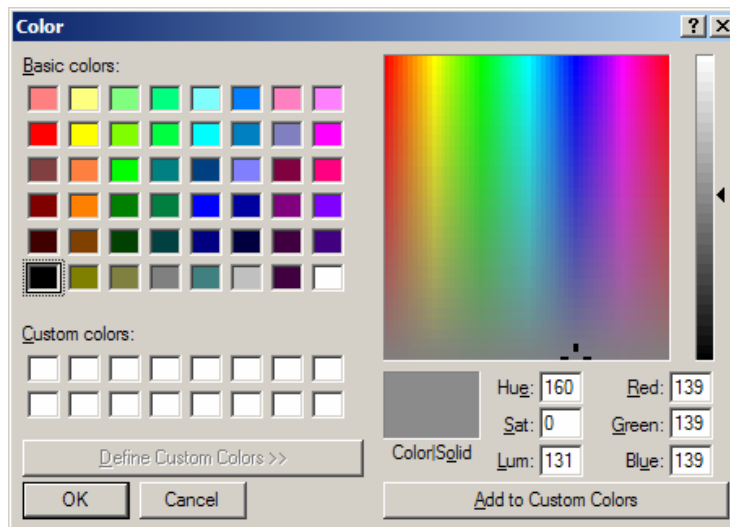 Color
Basic colors:
Custom colors:
Define Custom Colors >>
OK Cancel
Color|Solid
Hue: 160 Red: 139
Sat: 0 Green: 139
Lum: 131 Blue: 139
Add to Custom Colors